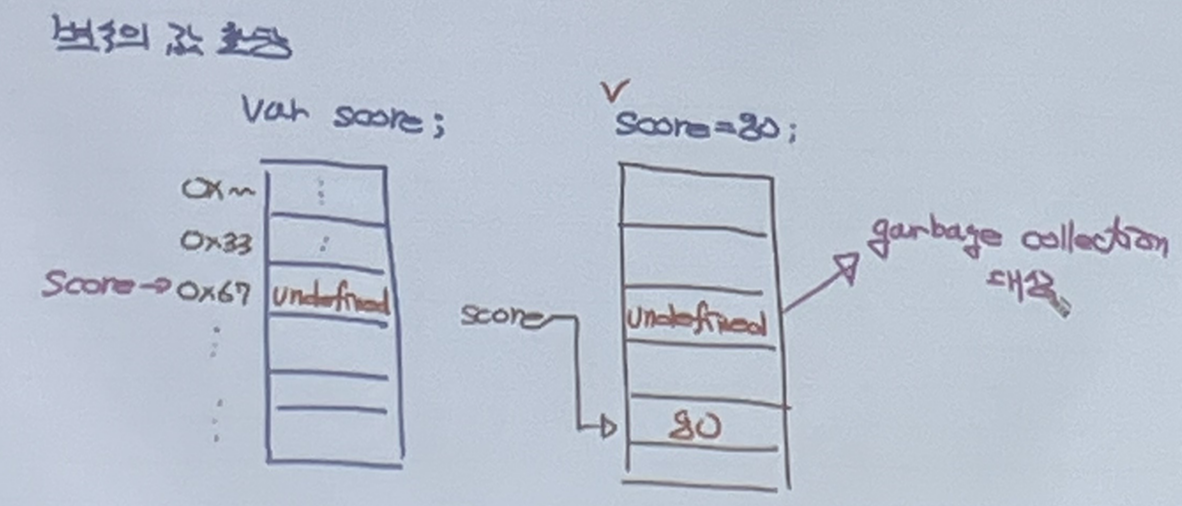 변수의 값 할당
var score;
score=80;
0x~
⋮
0x33
:
score→0x67
undefined
score
undefined
80
garbage collection
대상